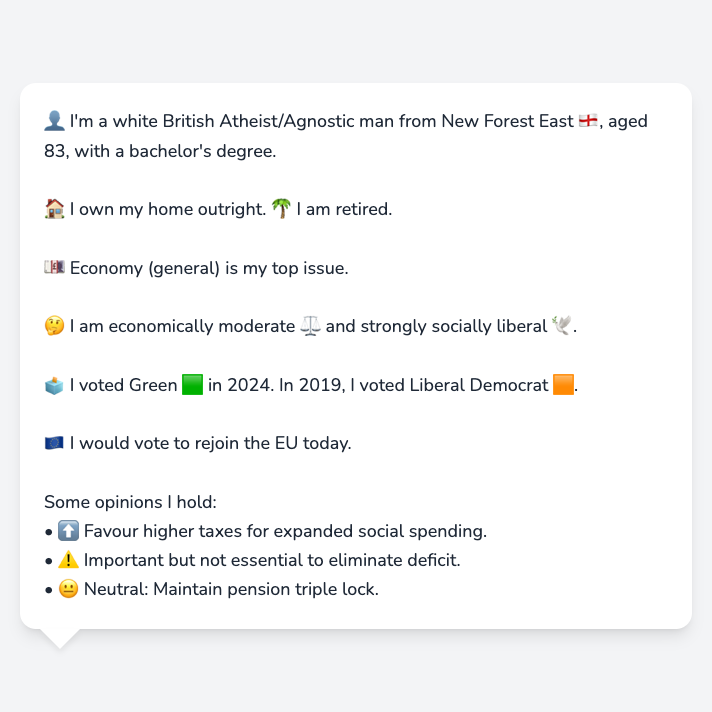 👤 I'm a white British Atheist/Agnostic man from New Forest East 🏴󠁧󠁢󠁥󠁮󠁧󠁿, aged
83, with a bachelor's degree.
🏠 I own my home outright. 🌴 I am retired.
💷 Economy (general) is my top issue.
🤔 I am economically moderate ⚖️ and strongly socially liberal 🕊️.
🗳️ I voted Green 🟩 in 2024. In 2019, I voted Liberal Democrat 🟧.
🇪🇺 I would vote to rejoin the EU today.
Some opinions I hold:
• ⬆️ Favour higher taxes for expanded social spending.
• ⚠️ Important but not essential to eliminate deficit.
• 😐 Neutral: Maintain pension triple lock.